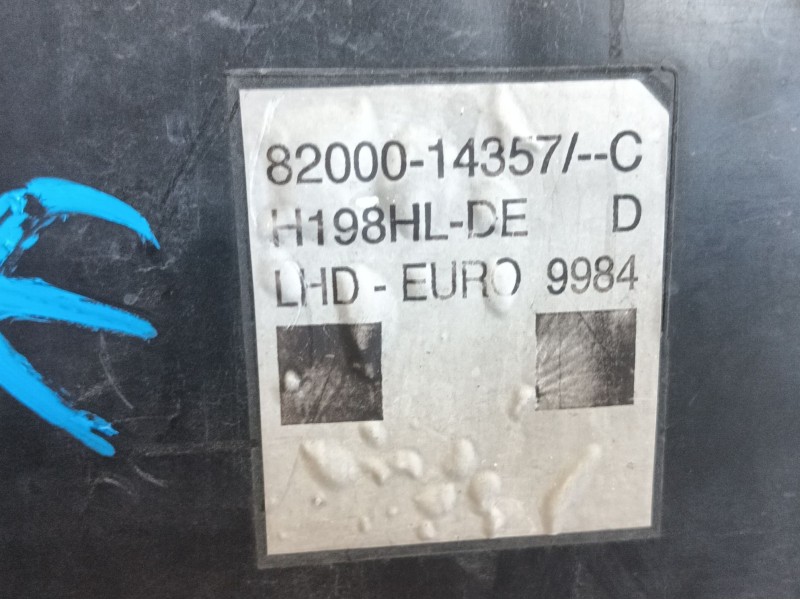 82000-14357/--C
H198HL-DE D
LHD - EURO 9984